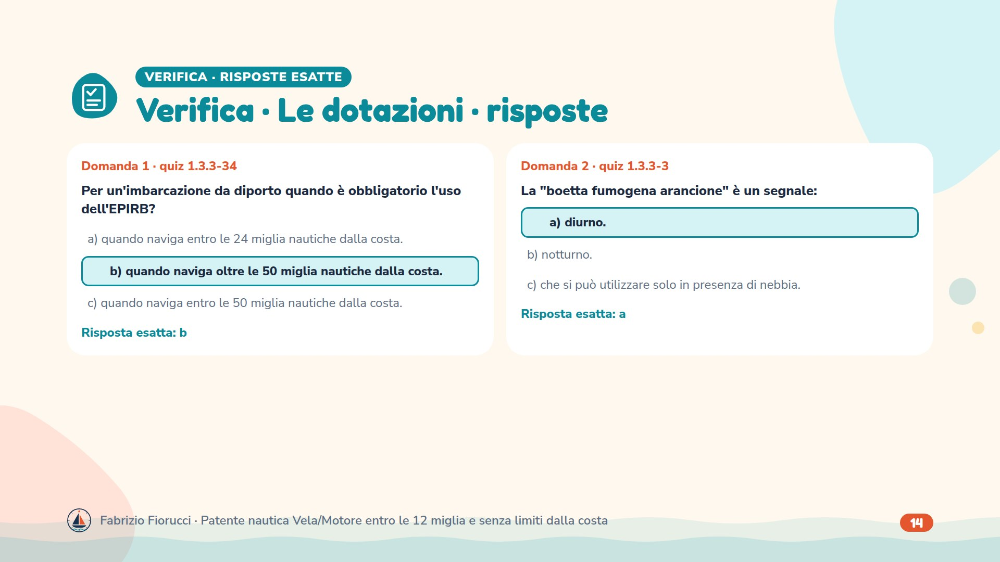 VERIFICA · RISPOSTE ESATTE
Verifica · Le dotazioni · risposte
Domanda 1 · quiz 1.3.3-34
Per un'imbarcazione da diporto quando è obbligatorio l'uso
dell'EPIRB?
a) quando naviga entro le 24 miglia nautiche dalla costa.
b) quando naviga oltre le 50 miglia nautiche dalla costa.
c) quando naviga entro le 50 miglia nautiche dalla costa.
Risposta esatta: b
Domanda 2 · quiz 1.3.3-3
La "boetta fumogena arancione" è un segnale:
a) diurno.
b) notturno.
c) che si può utilizzare solo in presenza di nebbia.
Risposta esatta: a
Fabrizio Fiorucci · Patente nautica Vela/Motore entro le 12 miglia e senza limiti dalla costa
14